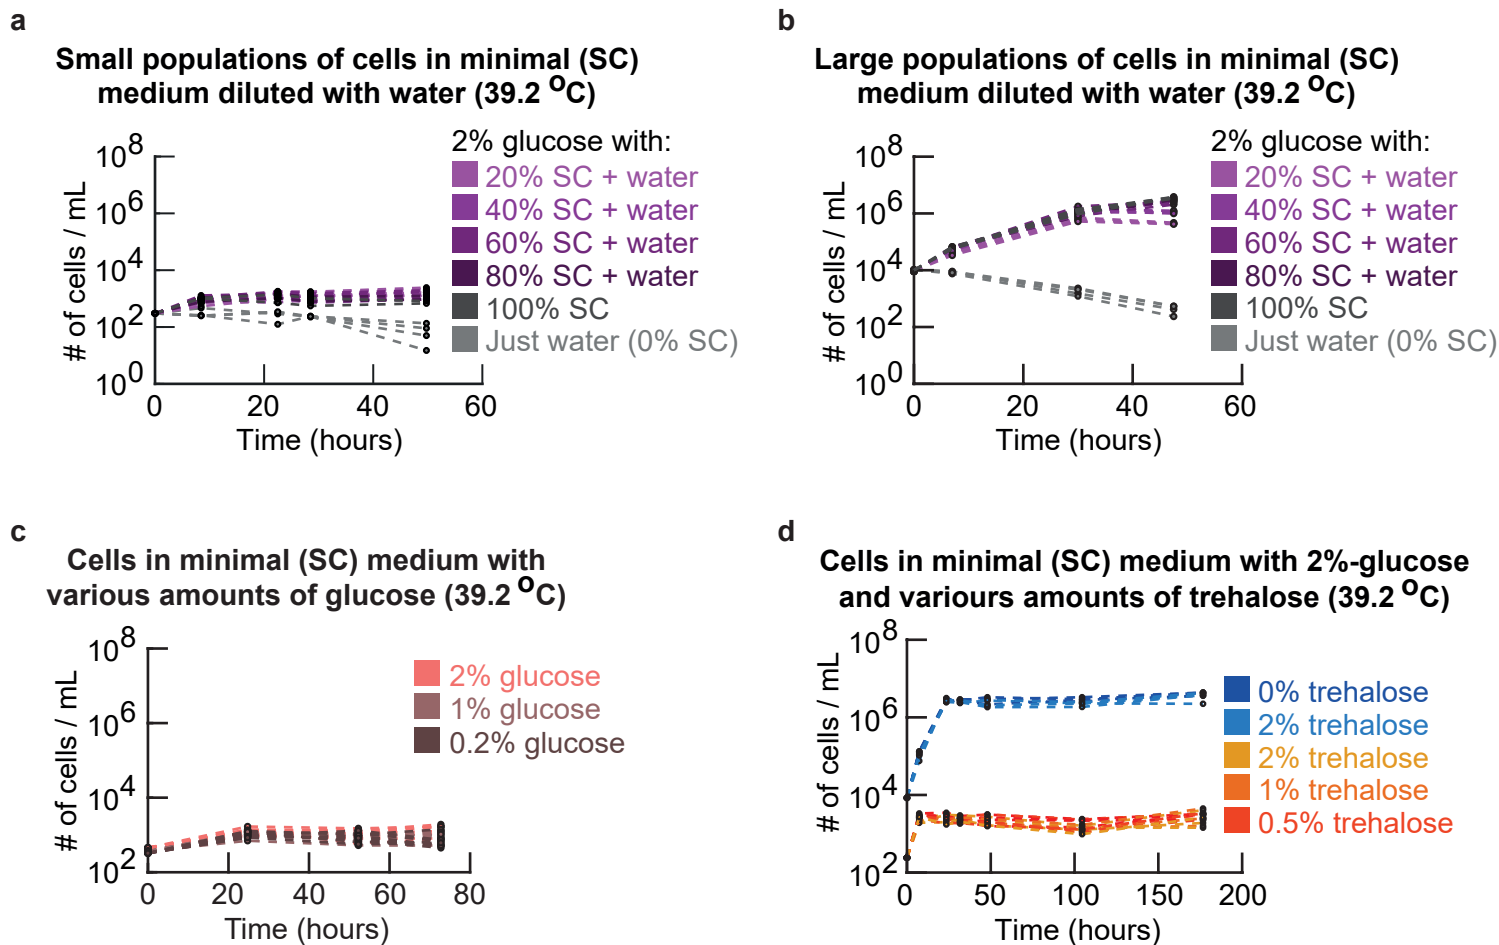 a
Small populations of cells in minimal (SC)
medium diluted with water (39.2 ºC)
# of cells / mL
10^8
10^6
10^4
10^2
10^0
0
20
40
60
Time (hours)
2% glucose with:
20% SC + water
40% SC + water
60% SC + water
80% SC + water
100% SC
Just water (0% SC)
b
Large populations of cells in minimal (SC)
medium diluted with water (39.2 ºC)
# of cells / mL
10^8
10^6
10^4
10^2
10^0
0
20
40
60
Time (hours)
2% glucose with:
20% SC + water
40% SC + water
60% SC + water
80% SC + water
100% SC
Just water (0% SC)
c
Cells in minimal (SC) medium with
various amounts of glucose (39.2 ºC)
# of cells / mL
10^8
10^6
10^4
10^2
0
20
40
60
80
Time (hours)
2% glucose
1% glucose
0.2% glucose
d
Cells in minimal (SC) medium with 2%-glucose
and variours amounts of trehalose (39.2 ºC)
# of cells / mL
10^8
10^6
10^4
10^2
0
50
100
150
200
Time (hours)
0% trehalose
2% trehalose
2% trehalose
1% trehalose
0.5% trehalose